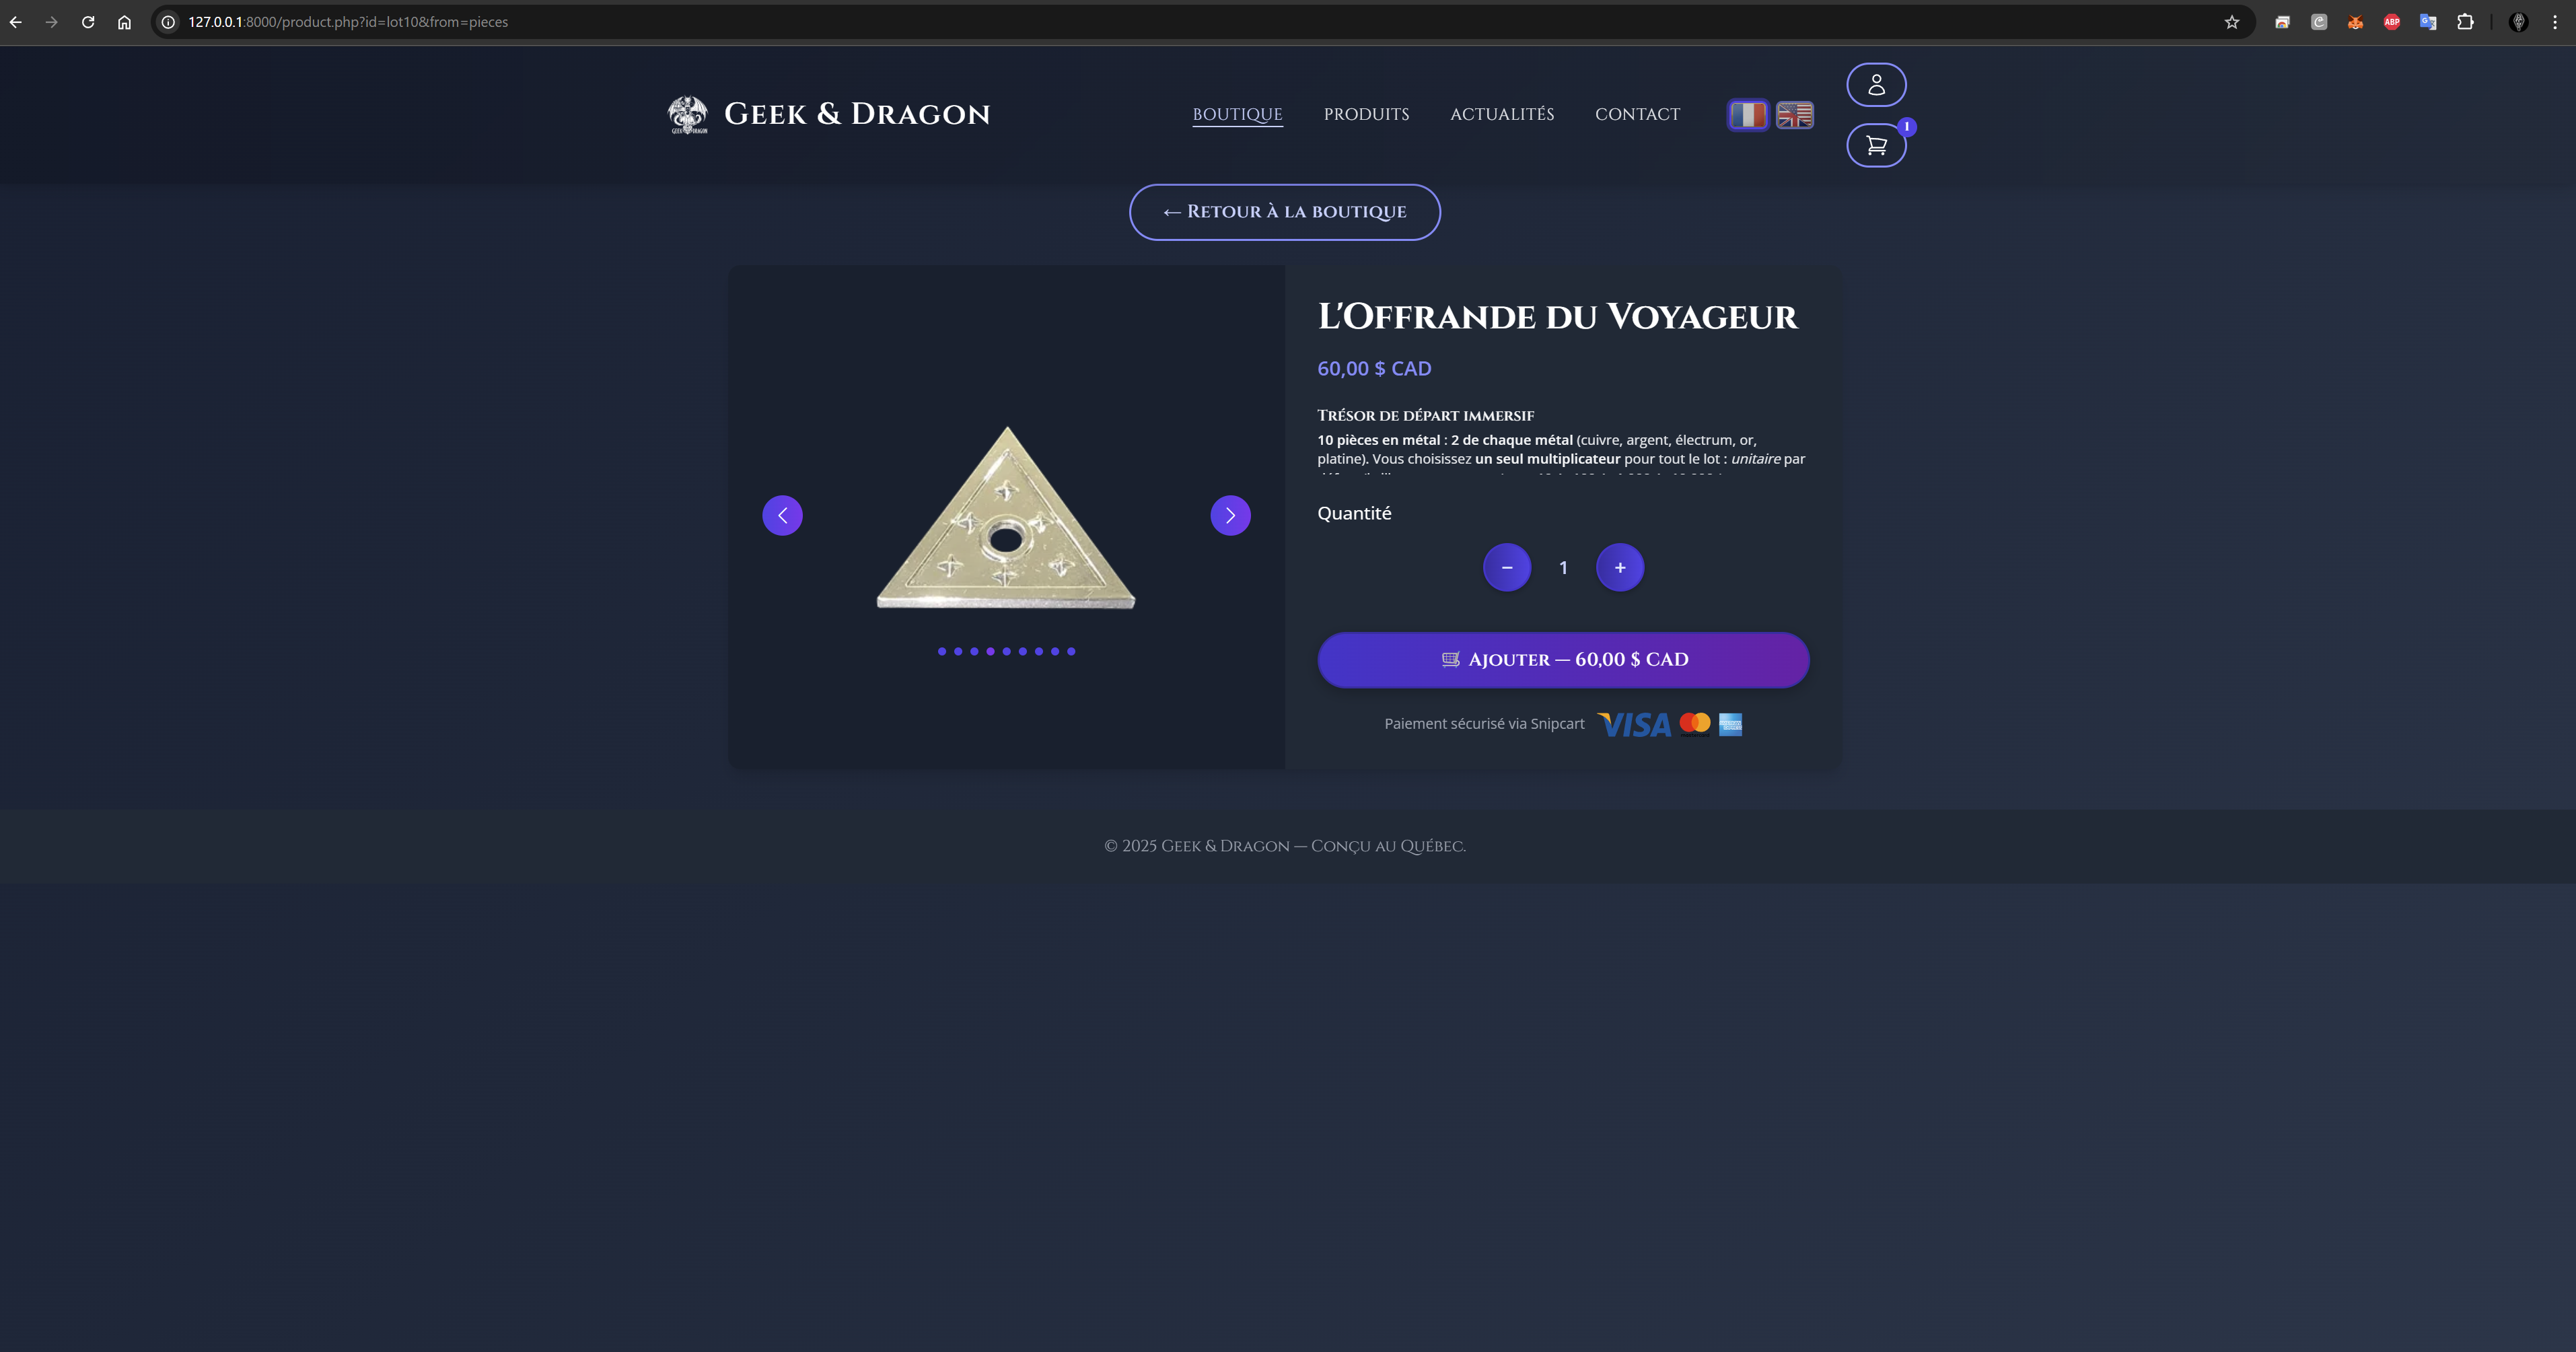 127.0.0.1:8000/product.php?id=lot10&from=pieces
ABP
Geek & Dragon
BOUTIQUE
PRODUITS
ACTUALITÉS
CONTACT
1
← Retour à la boutique
L'Offrande du Voyageur
60,00 $ CAD
Trésor de départ immersif
10 pièces en métal : 2 de chaque métal (cuivre, argent, électrum, or,
platine). Vous choisissez un seul multiplicateur pour tout le lot : unitaire par
Quantité
− 1 +
Ajouter — 60,00 $ CAD
Paiement sécurisé via Snipcart VISA
© 2025 Geek & Dragon — Conçu au Québec.